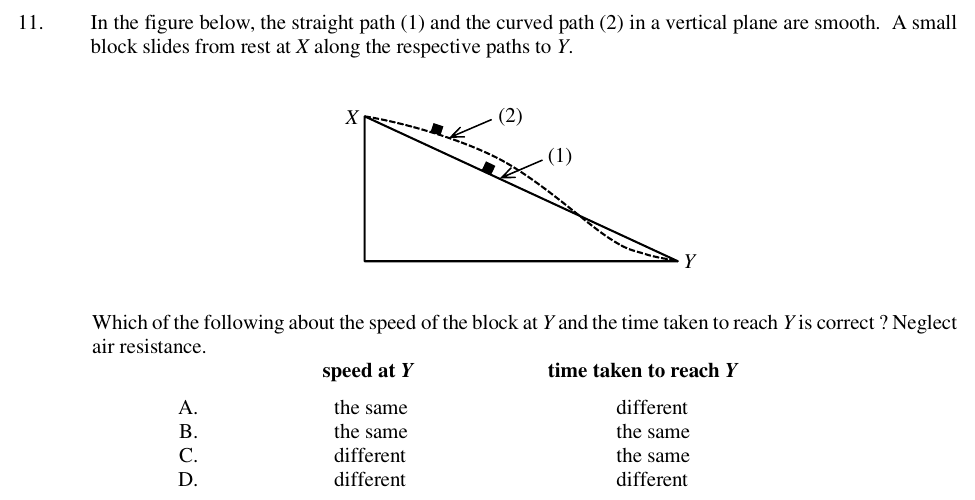 11. In the figure below, the straight path (1) and the curved path (2) in a vertical plane are smooth. A small
block slides from rest at X along the respective paths to Y.
X
(2)
(1)
Y
Which of the following about the speed of the block at Y and the time taken to reach Y is correct ? Neglect
air resistance.
speed at Y time taken to reach Y
A. the same different
B. the same the same
C. different the same
D. different different